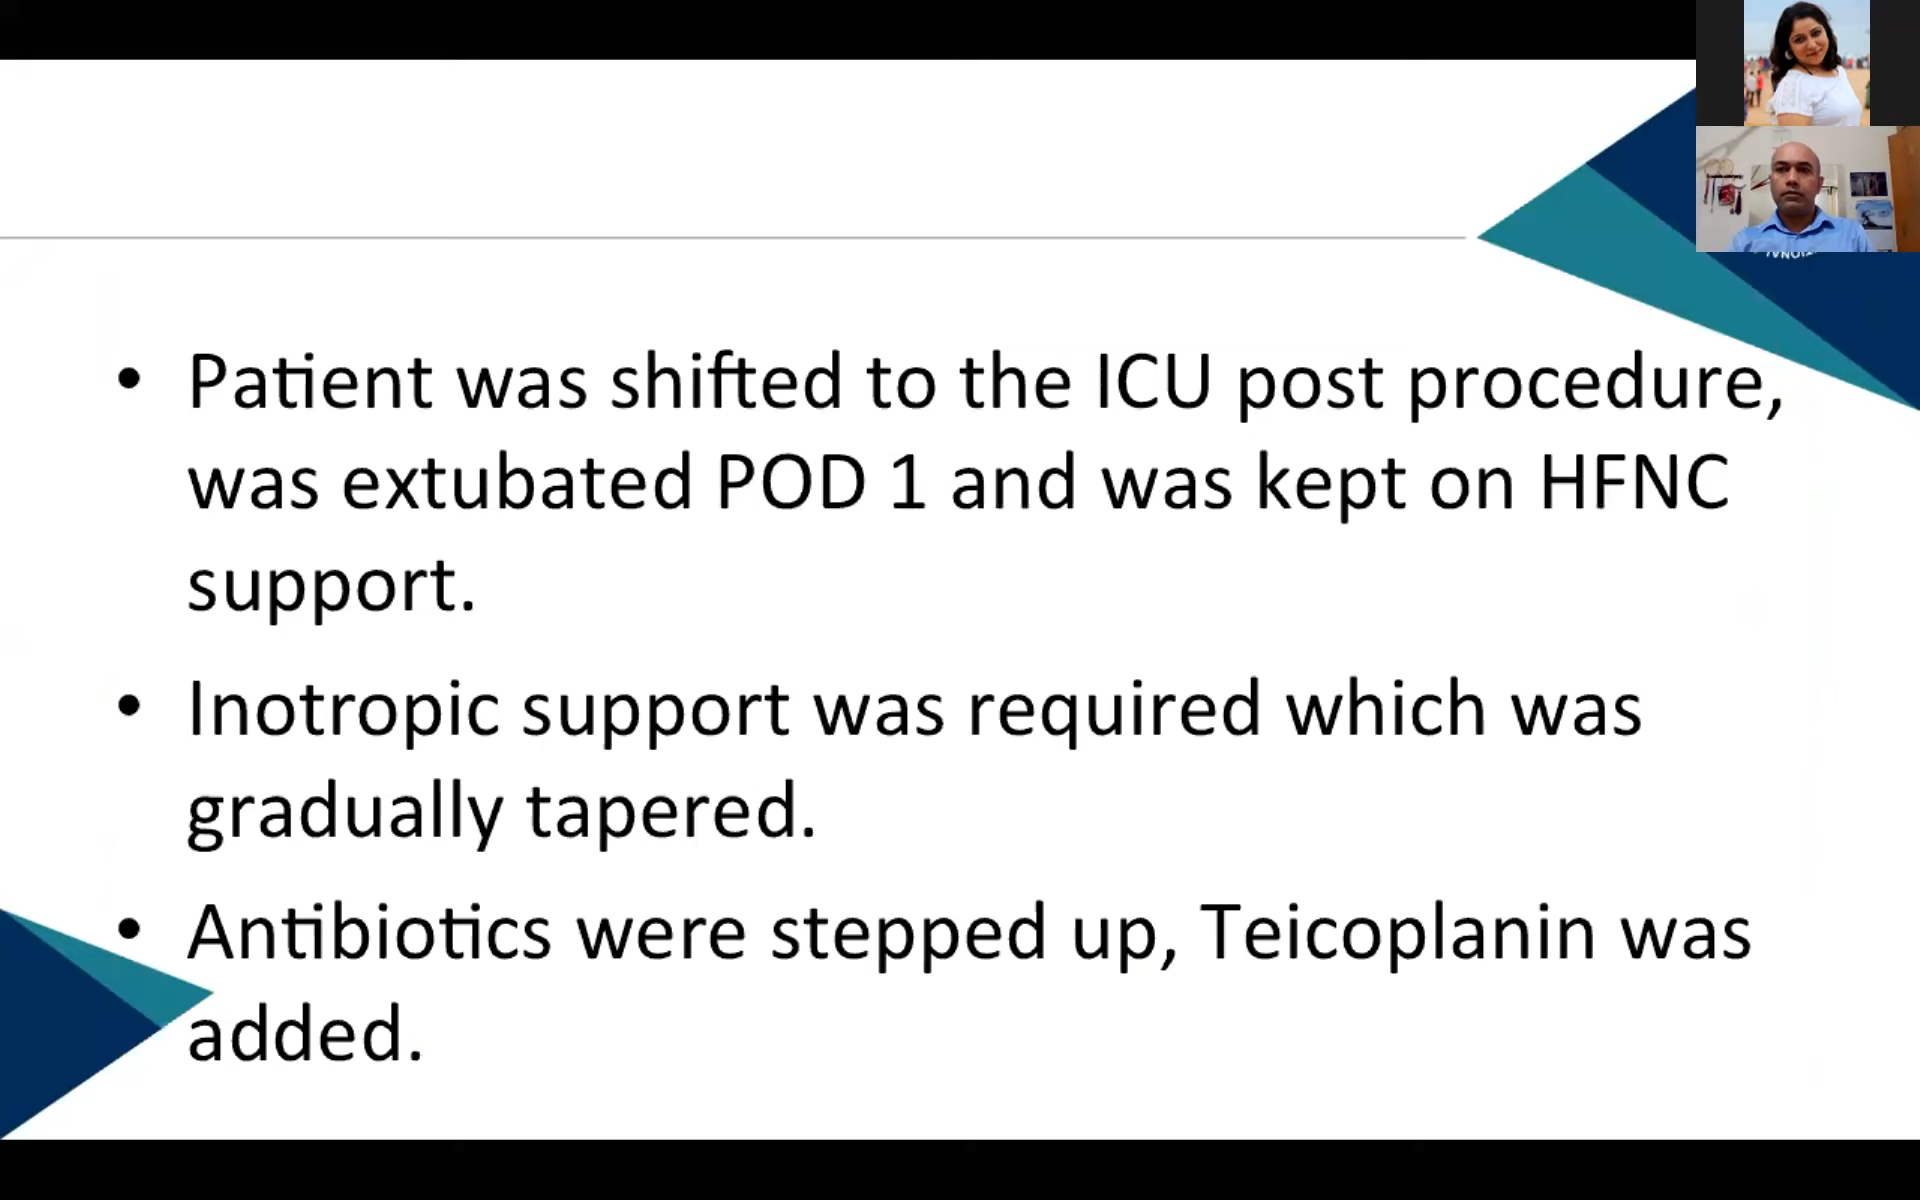 • Patient was shifted to the ICU post procedure,
was extubated POD 1 and was kept on HFNC
support.
• Inotropic support was required which was
gradually tapered.
• Antibiotics were stepped up, Teicoplanin was
added.